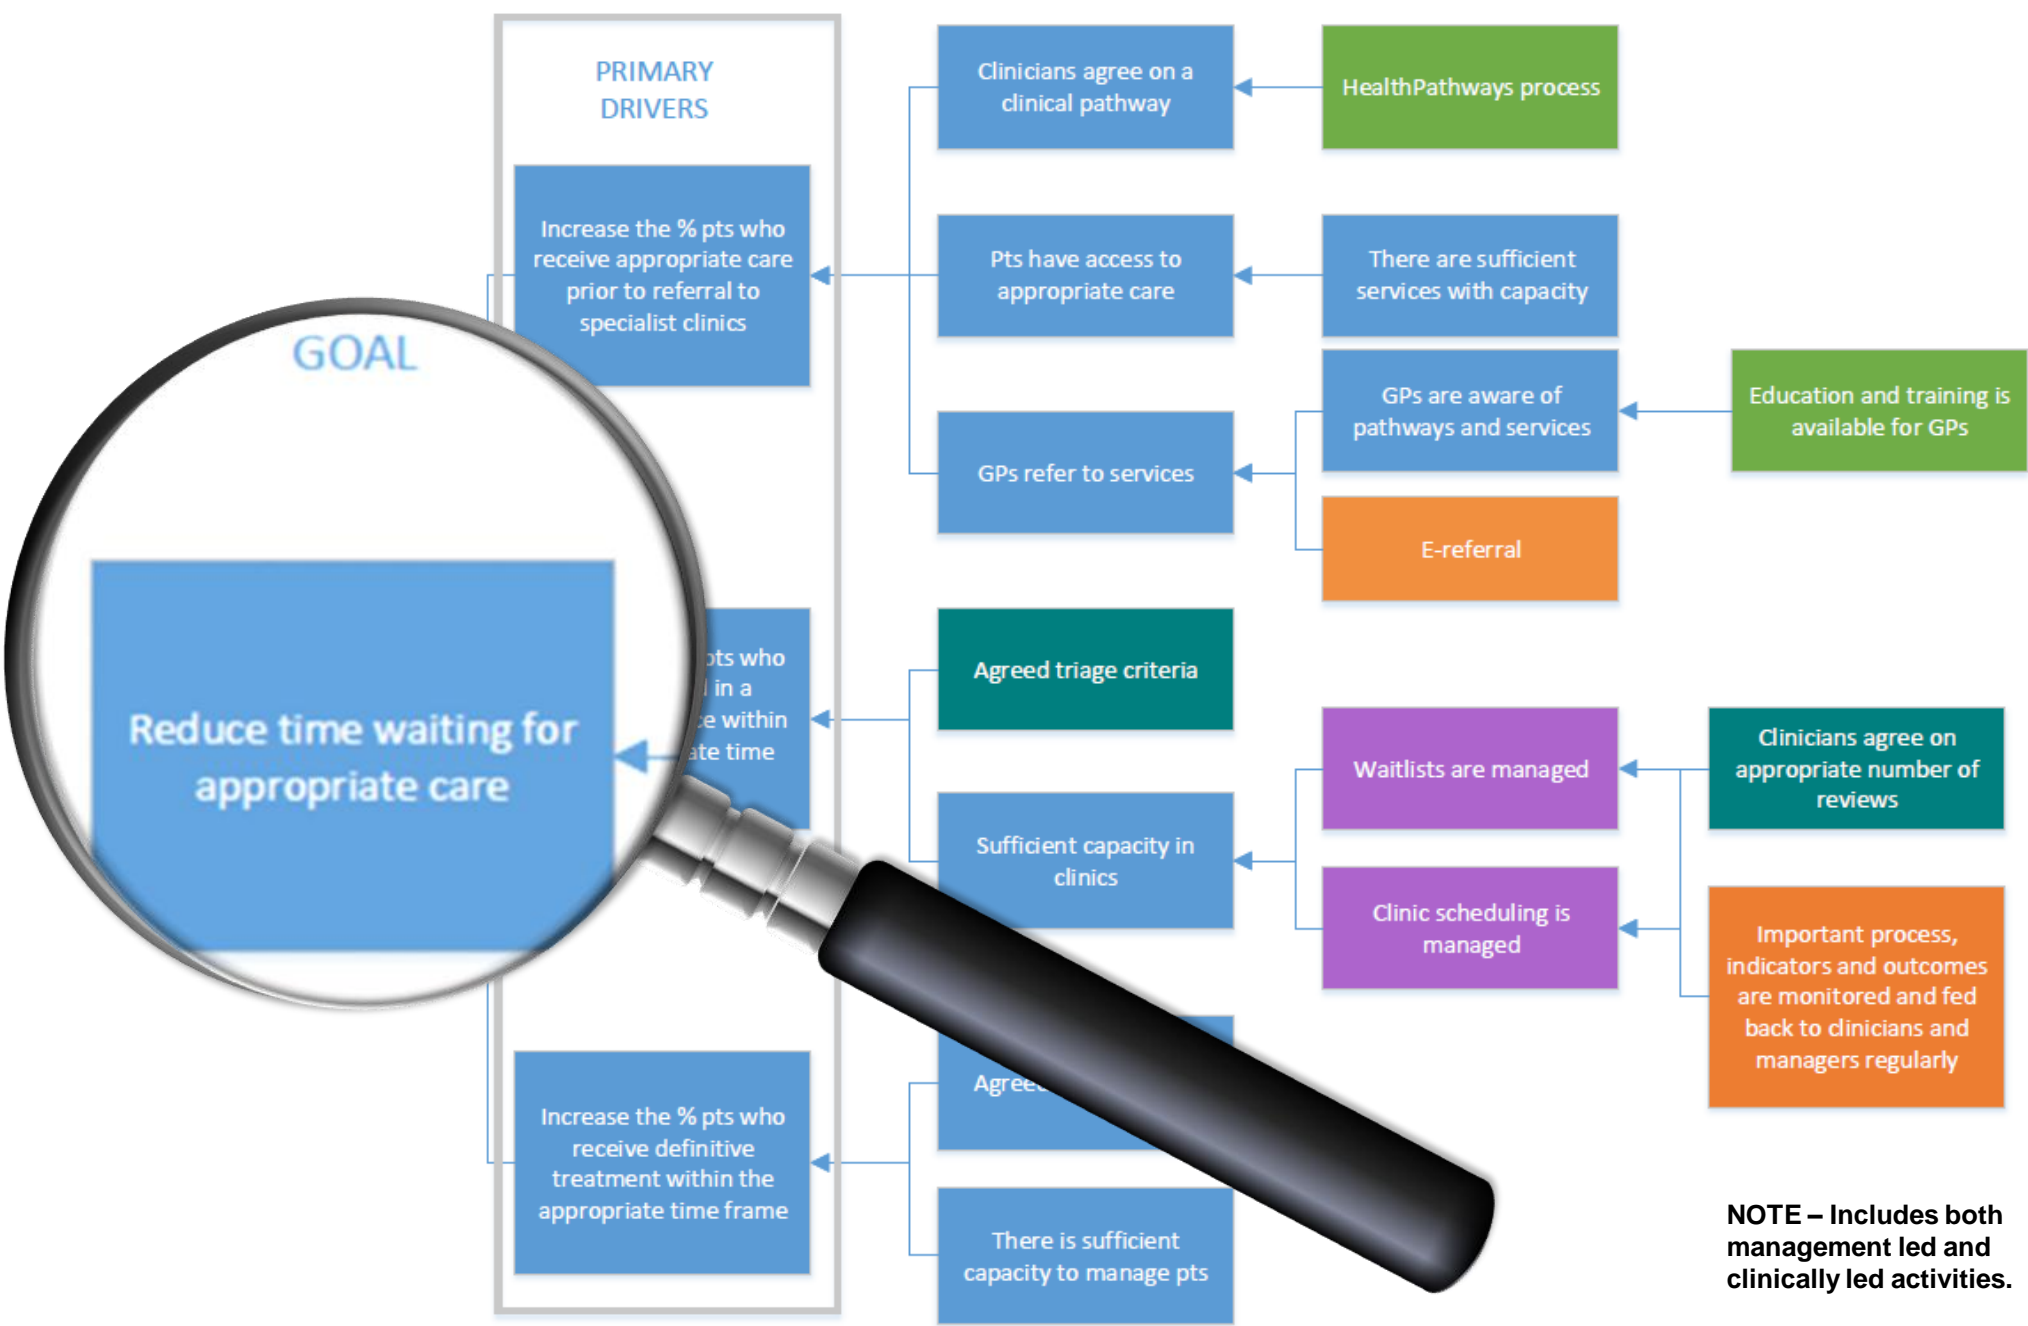 GOAL
Reduce time waiting for
appropriate care
PRIMARY
DRIVERS
Increase the % pts who
receive appropriate care
prior to referral to
specialist clinics
pts who
in a
within
time
Increase the % pts who
receive definitive
treatment within the
appropriate time frame
Clinicians agree on a
clinical pathway
Pts have access to
appropriate care
GPs refer to services
Agreed triage criteria
Sufficient capacity in
clinics
There is sufficient
capacity to manage pts
HealthPathways process
There are sufficient
services with capacity
GPs are aware of
pathways and services
E-referral
Waitlists are managed
Clinic scheduling is
managed
Education and training is
available for GPs
Clinicians agree on
appropriate number of
reviews
Important process,
indicators and outcomes
are monitored and fed
back to clinicians and
managers regularly
NOTE – Includes both
management led and
clinically led activities.